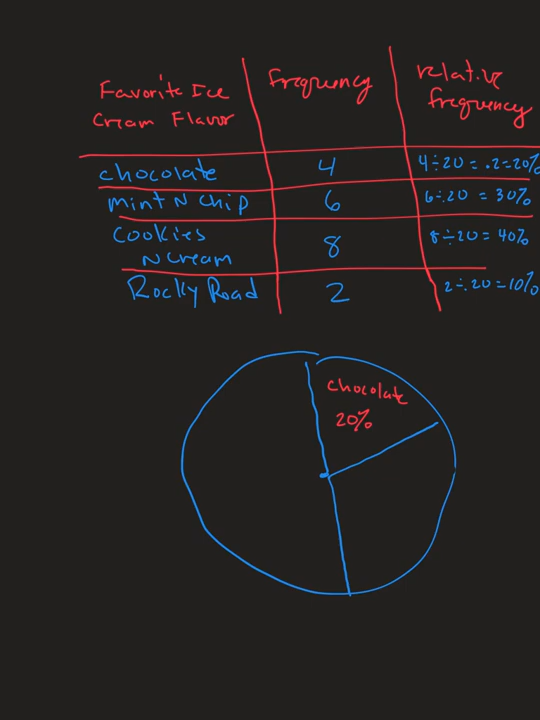 Favorite Ice
Cream Flavor
frequency
relative
frequency
chocolate 4 4÷20 = .2=20%
mint N chip 6 6÷20 = 30%
cookies
N Cream 8 8÷20 = 40%
Rocky Road 2 2÷20=10%
chocolate
20%